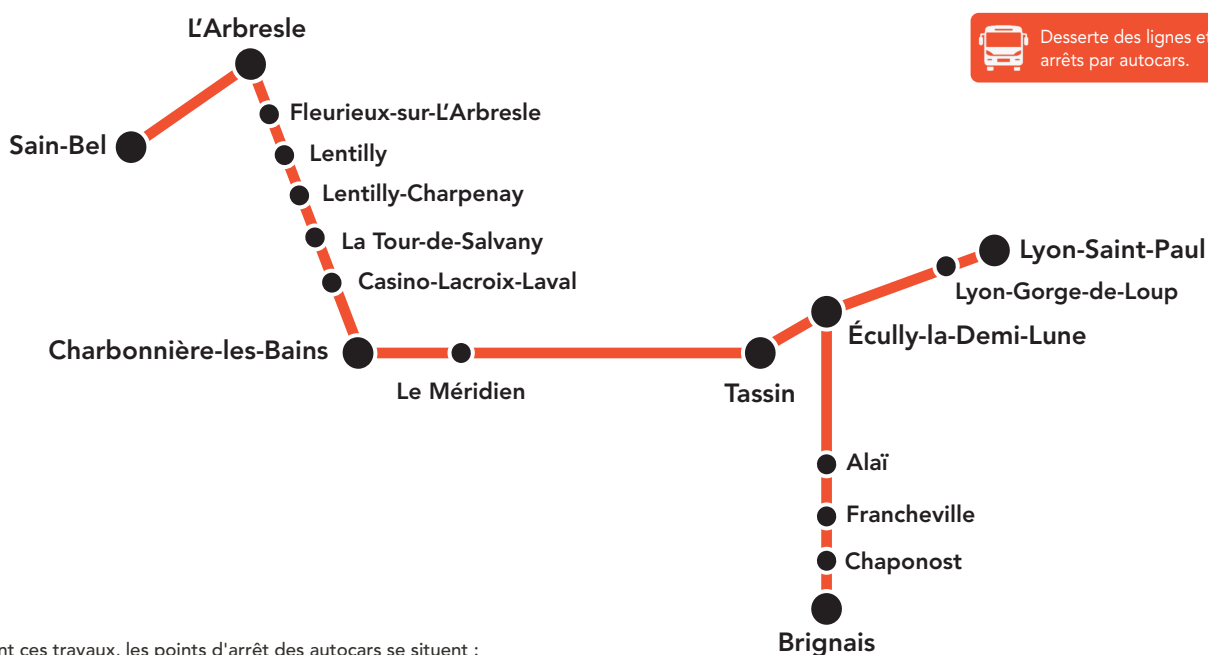 L'Arbresle
Desserte des lignes et
arrêts par autocars.
Fleurieux-sur-L'Arbresle
Sain-Bel
Lentilly
Lentilly-Charpenay
La Tour-de-Salvany
Lyon-Saint-Paul
Casino-Lacroix-Laval
Lyon-Gorge-de-Loup
Écully-la-Demi-Lune
Charbonnière-les-Bains
Le Méridien
Tassin
Alaï
Francheville
Chaponost
Brignais
ces travaux, les points d'arrêt des autocars se situent :